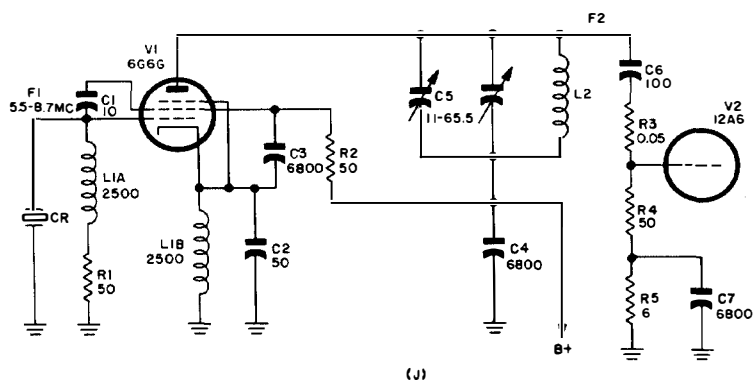 F2
V1
6G6G
F1
5.5-8.7MC
C1
10
C5
11-65.5
L2
C6
100
V2
12A6
R3
0.05
L1A
2500
C3
6800
R2
50
CR
L1B
2500
C2
50
C4
6800
R4
50
R1
50
R5
6
C7
6800
B+
(J)